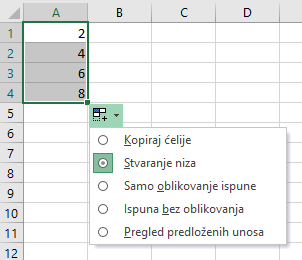 A B C D
1 2
2 4
3 6
4 8
5
6 Kopiraj ćelije
7 Stvaranje niza
8 Samo oblikovanje ispune
9
10 Ispuna bez oblikovanja
11 Pregled predloženih unosa
12